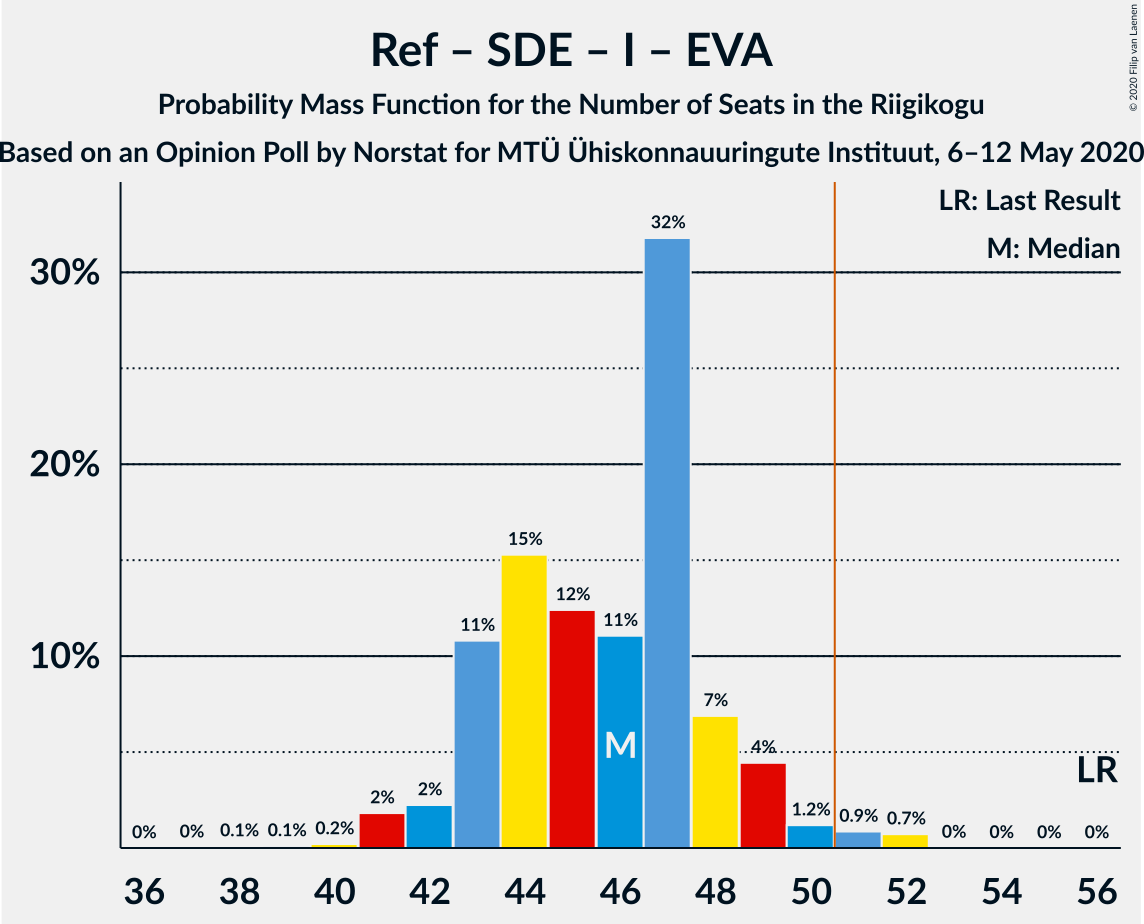 Ref – SDE – I – EVA
Probability Mass Function for the Number of Seats in the Riigikogu
Based on an Opinion Poll by Norstat for MTÜ Ühiskonnauuringute Instituut, 6–12 May 2020
© 2020 Filip van Laenen
LR: Last Result
M: Median
30%
20%
10%
0%
0%
0.1%
0.1%
0.2%
2%
2%
11%
15%
12%
11%
32%
7%
4%
1.2%
0.9%
0.7%
0%
0%
0%
0%
M
LR
36 38 40 42 44 46 48 50 52 54 56